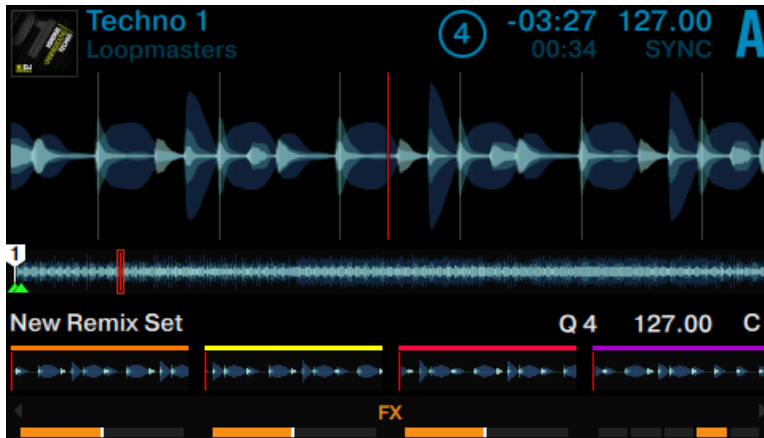 Techno 1
Loopmasters
4
-03:27
00:34
127.00
SYNC
A
1
New Remix Set
Q 4
127.00
C
FX